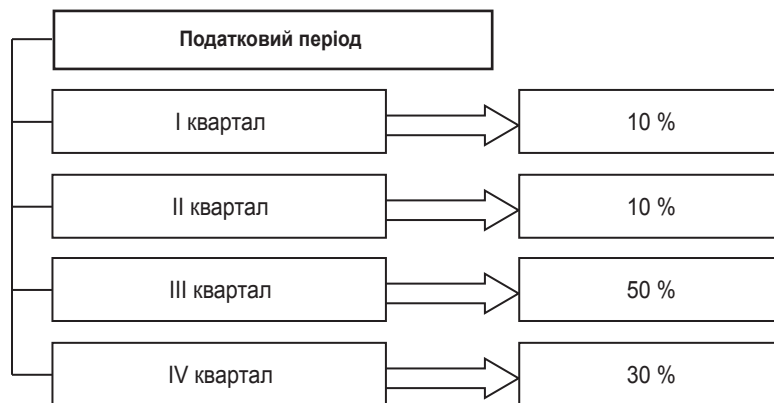 Податковий період
I квартал
10 %
II квартал
10 %
III квартал
50 %
IV квартал
30 %